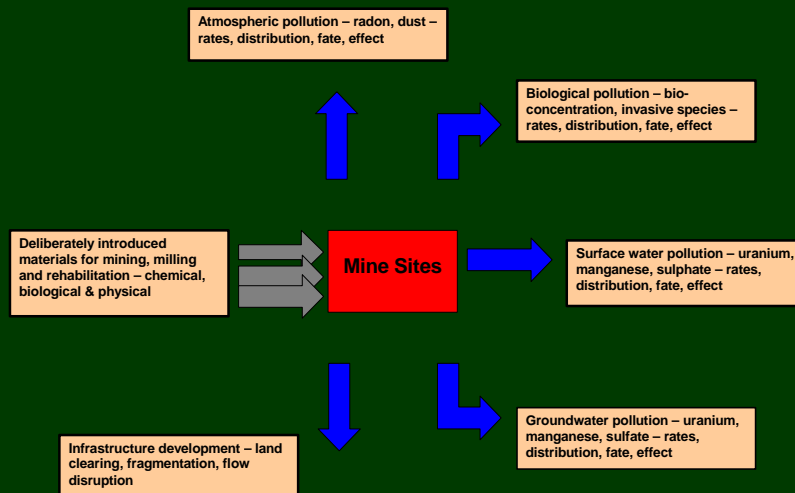 Atmospheric pollution – radon, dust –
rates, distribution, fate, effect
Biological pollution – bio-
concentration, invasive species –
rates, distribution, fate, effect
Deliberately introduced
materials for mining, milling
and rehabilitation – chemical,
biological & physical
Mine Sites
Surface water pollution – uranium,
manganese, sulphate – rates,
distribution, fate, effect
Groundwater pollution – uranium,
manganese, sulfate – rates,
distribution, fate, effect
Infrastructure development – land
clearing, fragmentation, flow
disruption